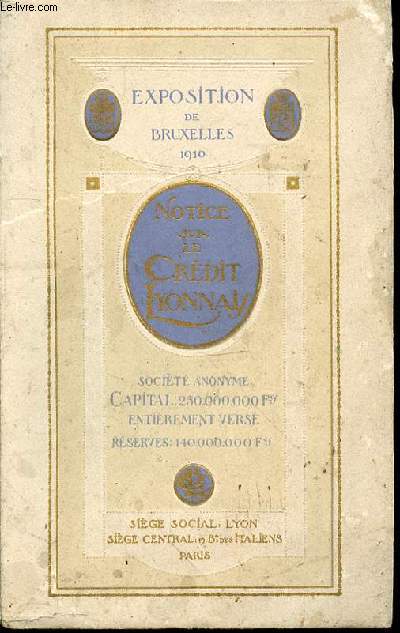 Le-livre.com
EXPOSITION
DE
BRUXELLES
1910
NOTICE
SUR
LE
CRÉDIT
LYONNAIS
SOCIÉTÉ ANONYME
CAPITAL: 250.000.000 FRS
ENTIÈREMENT VERSÉ
RÉSERVES: 140.000.000 FRS
SIÈGE SOCIAL: LYON
SIÈGE CENTRAL: 19 BD DES ITALIENS
PARIS